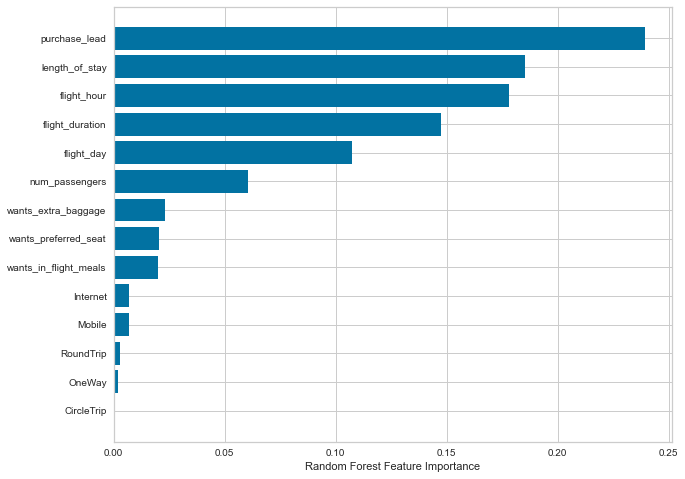 purchase_lead
length_of_stay
flight_hour
flight_duration
flight_day
num_passengers
wants_extra_baggage
wants_preferred_seat
wants_in_flight_meals
Internet
Mobile
RoundTrip
OneWay
CircleTrip
0.00 0.05 0.10 0.15 0.20 0.25
Random Forest Feature Importance